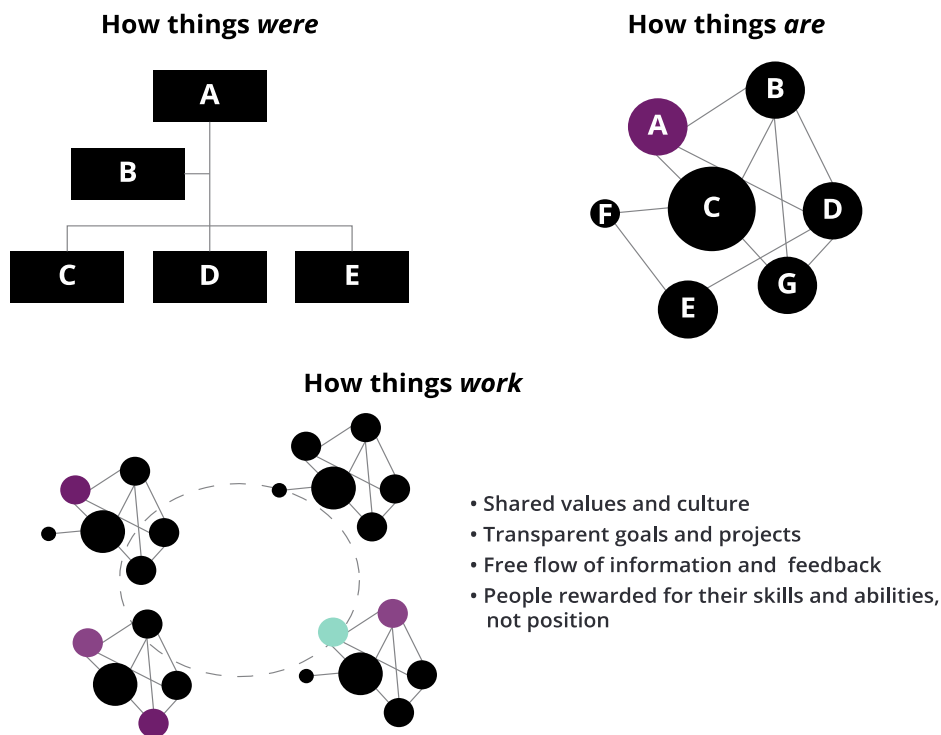 How things were
A
B
C D E
How things are
B
A
C
D
F
G
E
How things work
• Shared values and culture
• Transparent goals and projects
• Free flow of information and  feedback
• People rewarded for their skills and abilities,
not position